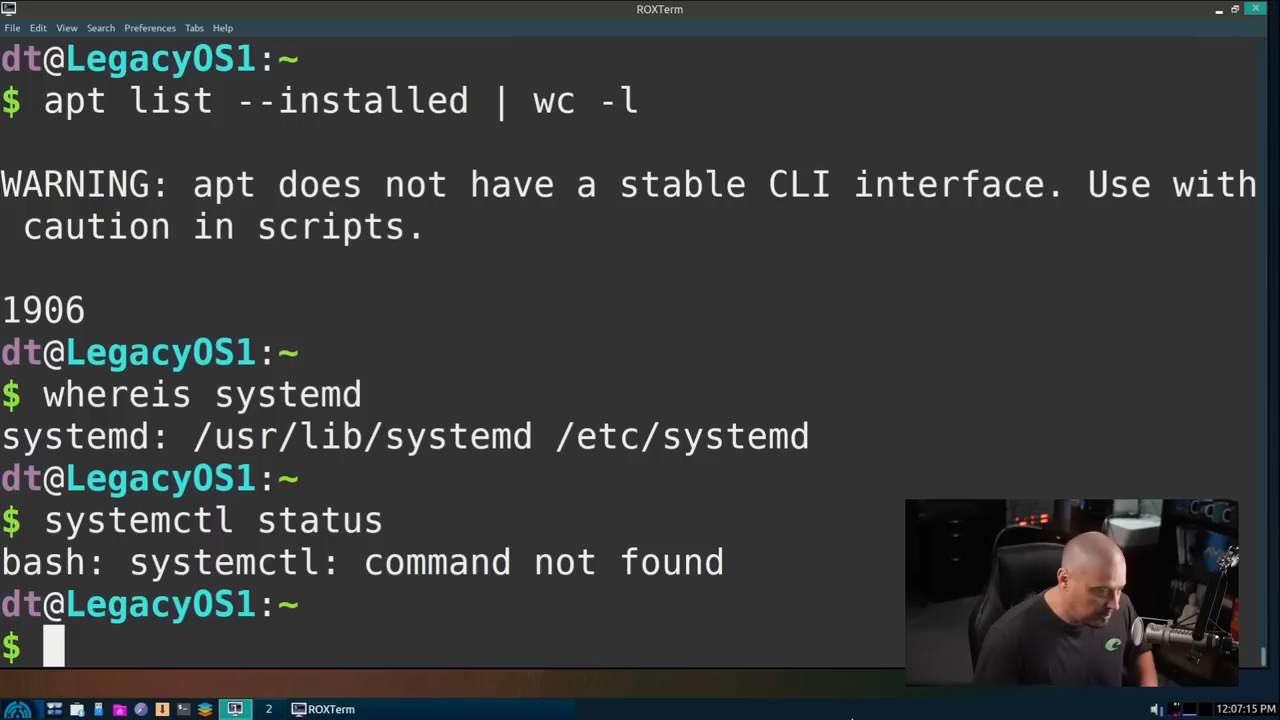 ROXTerm
File Edit View Search Preferences Tabs Help
dt@LegacyOS1:~
$ apt list --installed | wc -l
WARNING: apt does not have a stable CLI interface. Use with
caution in scripts.
1906
dt@LegacyOS1:~
$ whereis systemd
systemd: /usr/lib/systemd /etc/systemd
dt@LegacyOS1:~
$ systemctl status
bash: systemctl: command not found
dt@LegacyOS1:~
$
2 ROXTerm 12:07:15 PM